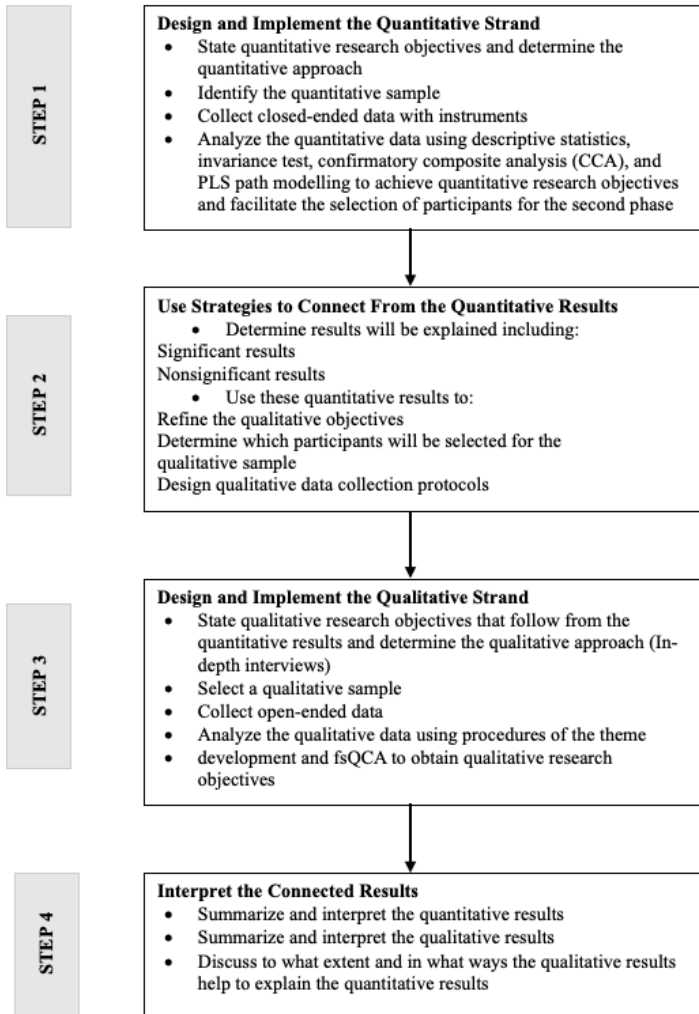 STEP 1
Design and Implement the Quantitative Strand
• State quantitative research objectives and determine the
quantitative approach
• Identify the quantitative sample
• Collect closed-ended data with instruments
• Analyze the quantitative data using descriptive statistics,
invariance test, confirmatory composite analysis (CCA), and
PLS path modelling to achieve quantitative research objectives
and facilitate the selection of participants for the second phase
STEP 2
Use Strategies to Connect From the Quantitative Results
• Determine results will be explained including:
Significant results
Nonsignificant results
• Use these quantitative results to:
Refine the qualitative objectives
Determine which participants will be selected for the
qualitative sample
Design qualitative data collection protocols
STEP 3
Design and Implement the Qualitative Strand
• State qualitative research objectives that follow from the
quantitative results and determine the qualitative approach (In-
depth interviews)
• Select a qualitative sample
• Collect open-ended data
• Analyze the qualitative data using procedures of the theme
• development and fsQCA to obtain qualitative research
objectives
STEP 4
Interpret the Connected Results
• Summarize and interpret the quantitative results
• Summarize and interpret the qualitative results
• Discuss to what extent and in what ways the qualitative results
help to explain the quantitative results